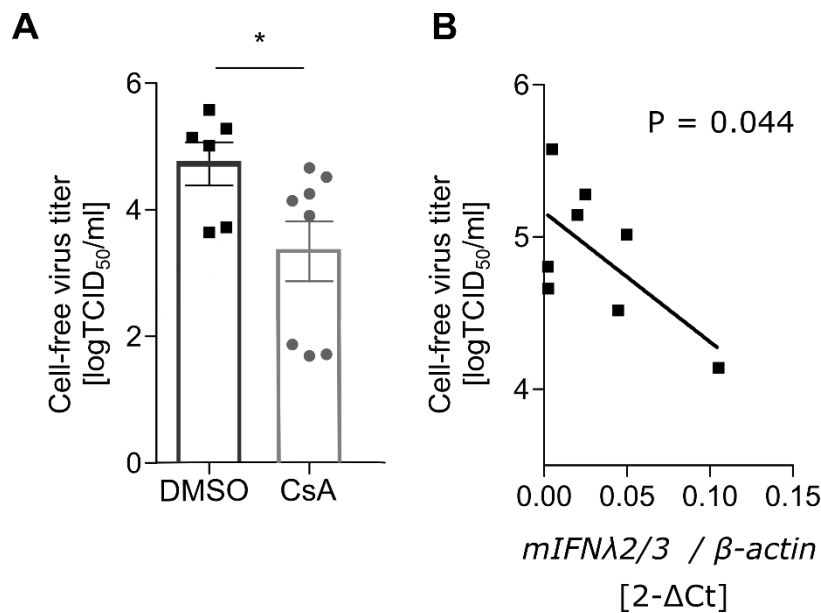 A
*
Cell-free virus titer
[logTCID50/ml]
6
4
2
0
DMSO
CsA
B
P = 0.044
Cell-free virus titer
[logTCID50/ml]
6
5
4
0.00
0.05
0.10
0.15
mIFNλ2/3 / β-actin
[2-ΔCt]